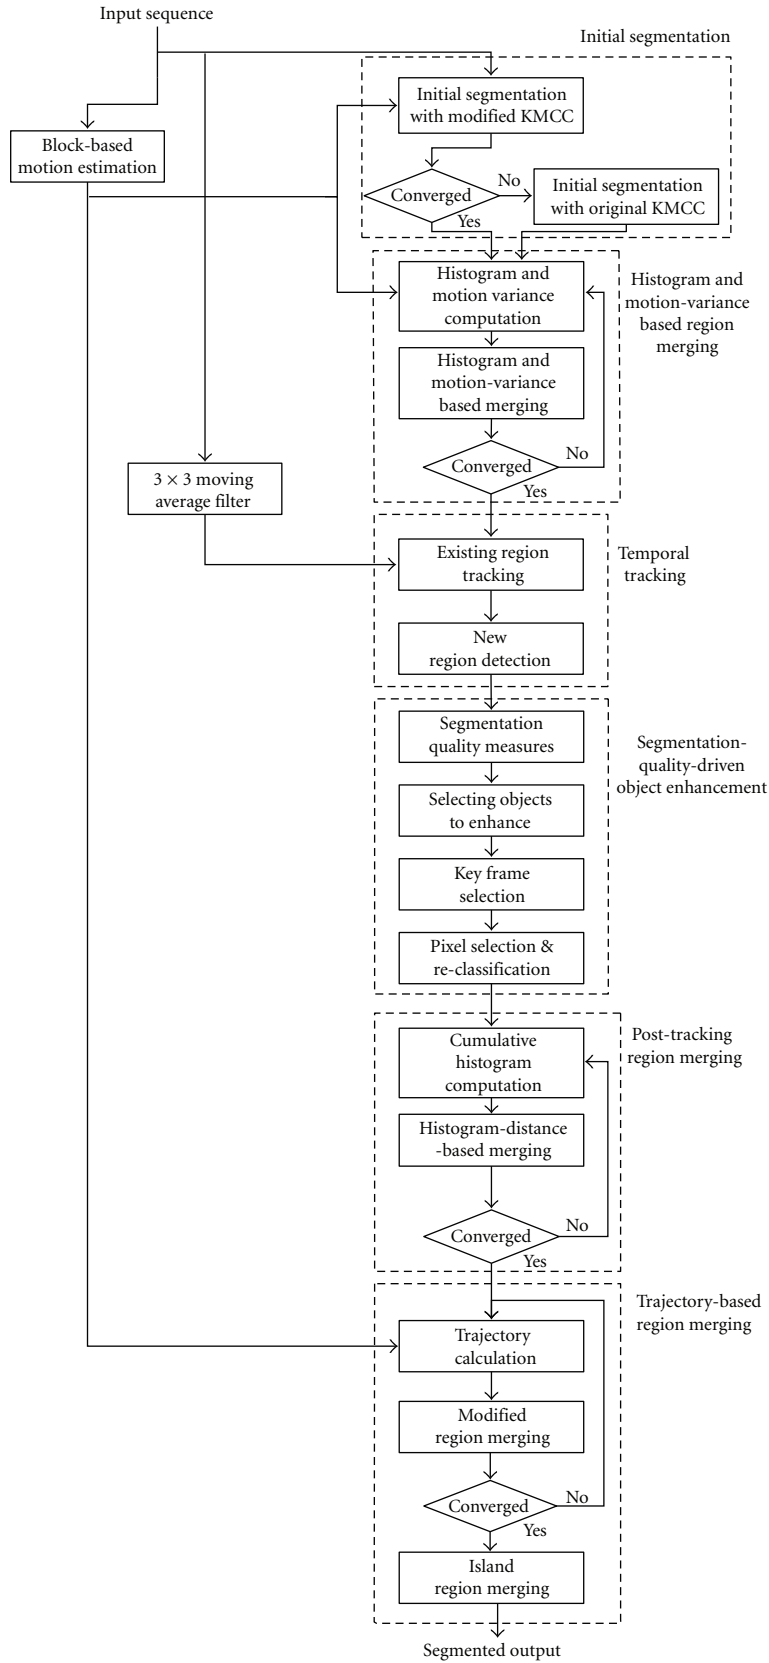 Input sequence
Initial segmentation
Initial segmentation
with modified KMCC
Block-based
motion estimation
Converged
No
Yes
Initial segmentation
with original KMCC
Histogram and
motion variance
computation
Histogram and
motion-variance
based region
merging
Histogram and
motion-variance
based merging
Converged
No
Yes
3 × 3 moving
average filter
Existing region
tracking
Temporal
tracking
New
region detection
Segmentation
quality measures
Segmentation-
quality-driven
object enhancement
Selecting objects
to enhance
Key frame
selection
Pixel selection &
re-classification
Cumulative
histogram
computation
Post-tracking
region merging
Histogram-distance
-based merging
Converged
No
Yes
Trajectory-based
region merging
Trajectory
calculation
Modified
region merging
Converged
No
Yes
Island
region merging
Segmented output